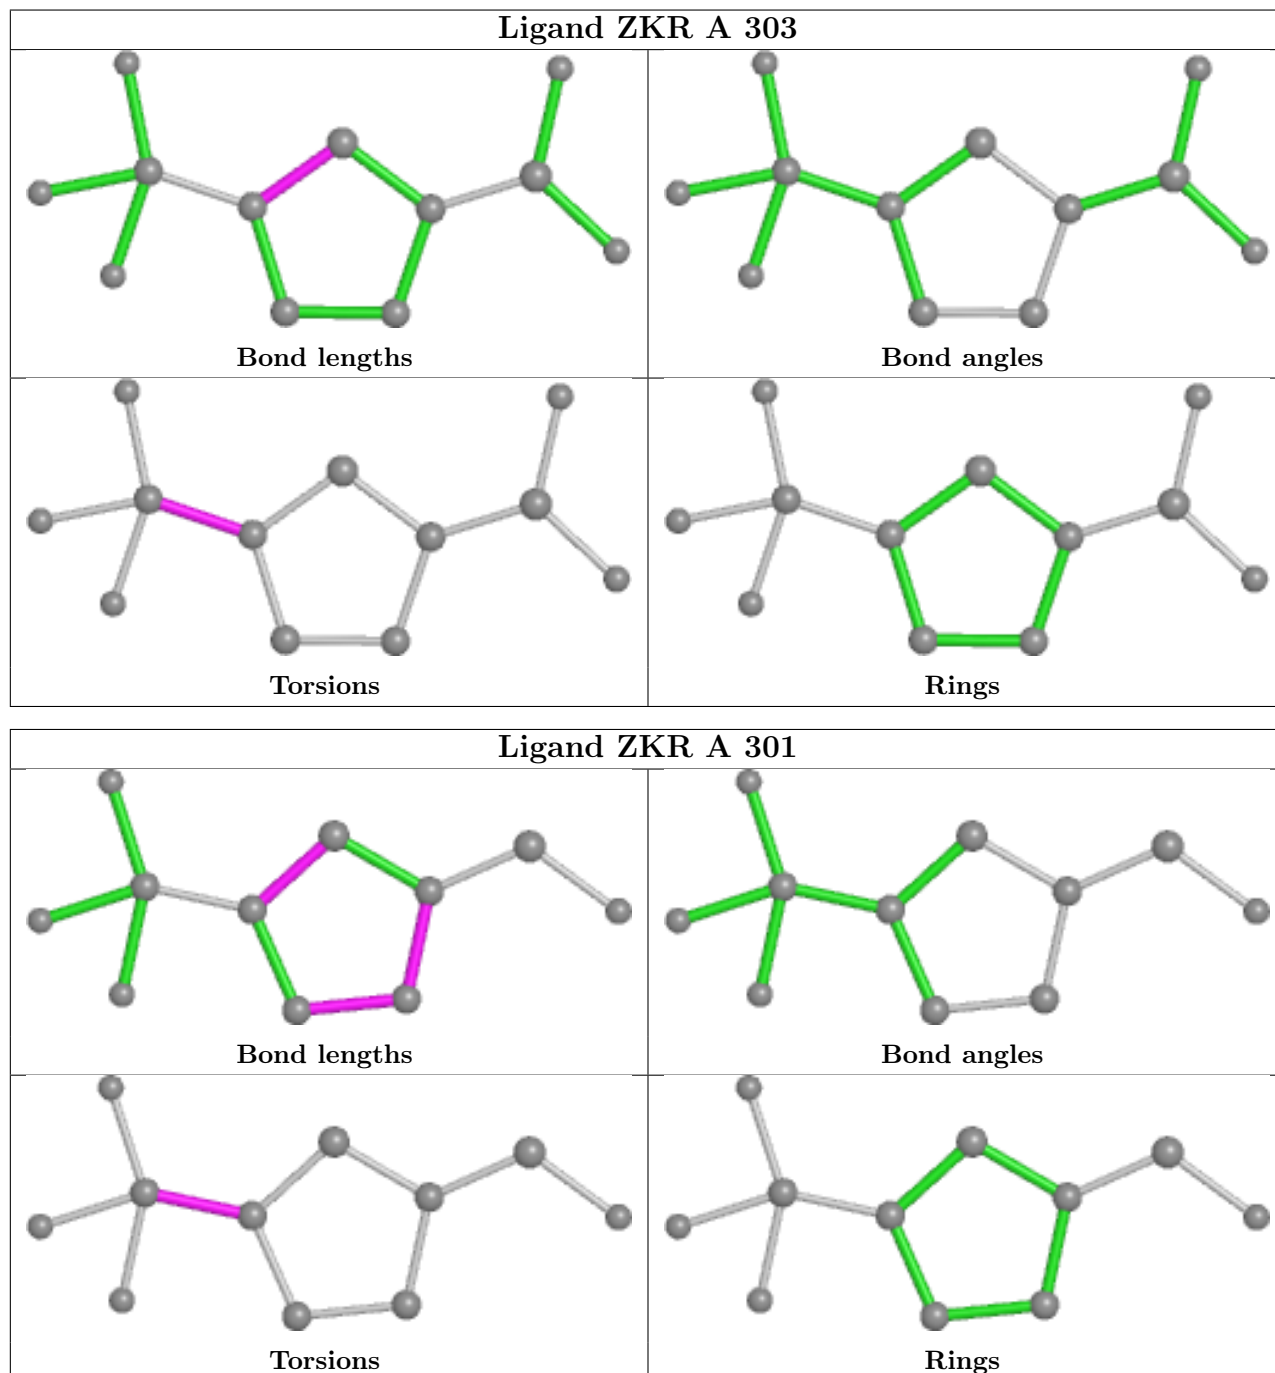 Ligand ZKR A 303
Bond lengths
Bond angles
Torsions
Rings
Ligand ZKR A 301
Bond lengths
Bond angles
Torsions
Rings